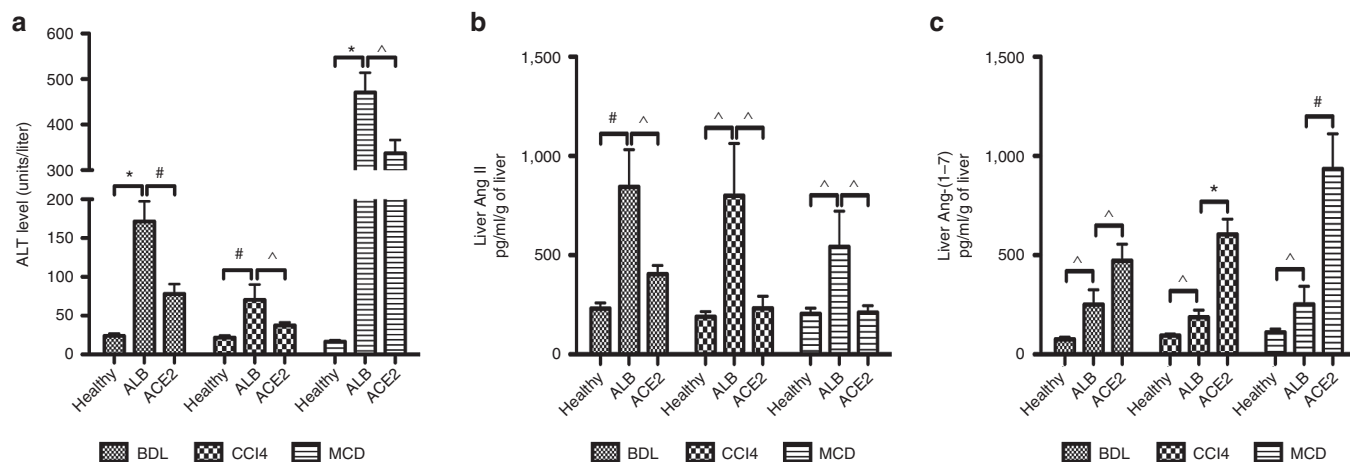 a
ALT level (units/liter)
600
500
400
300
200
150
100
50
0
* #
# ^
* ^
Healthy ALB ACE2 Healthy ALB ACE2 Healthy ALB ACE2
BDL CCI4 MCD
b
Liver Ang II
pg/ml/g of liver
1,500
1,000
500
0
# ^
^ ^
^ ^
Healthy ALB ACE2 Healthy ALB ACE2 Healthy ALB ACE2
BDL CCI4 MCD
c
Liver Ang-(1–7)
pg/ml/g of liver
1,500
1,000
500
0
^ ^
^ *
^ #
Healthy ALB ACE2 Healthy ALB ACE2 Healthy ALB ACE2
BDL CCI4 MCD